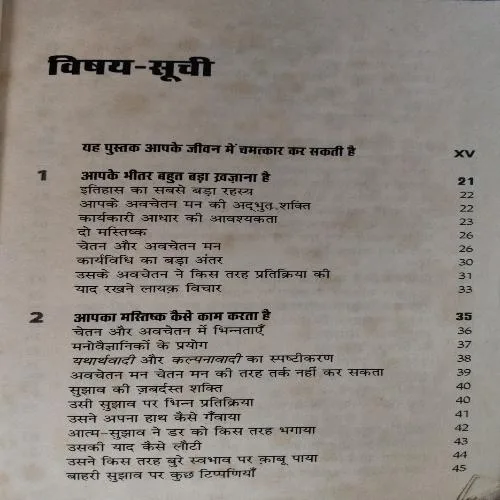 विषय-सूची
यह पुस्तक आपके जीवन में चमत्कार कर सकती है XV
1 आपके भीतर बहुत बड़ा ख़ज़ाना है 21
इतिहास का सबसे बड़ा रहस्य 22
आपके अवचेतन मन की अद्भुत शक्ति 22
कार्यकारी आधार की आवश्यकता 23
दो मस्तिष्क 26
चेतन और अवचेतन मन 26
कार्यविधि का बड़ा अंतर 30
उसके अवचेतन ने किस तरह प्रतिक्रिया की 31
याद रखने लायक़ विचार 33
2 आपका मस्तिष्क कैसे काम करता है 35
चेतन और अवचेतन में भिन्नताएँ 36
मनोवैज्ञानिकों के प्रयोग 37
यथार्थवादी और कल्पनावादी का स्पष्टीकरण 38
अवचेतन मन चेतन मन की तरह तर्क नहीं कर सकता 39
सुझाव की ज़बर्दस्त शक्ति 40
उसी सुझाव पर भिन्न प्रतिक्रिया 40
उसने अपना हाथ कैसे गँवाया 41
आत्म-सुझाव ने डर को किस तरह भगाया 42
उसकी याद कैसे लौटी 43
उसने किस तरह बुरे स्वभाव पर क़ाबू पाया 44
बाहरी सुझाव पर कुछ टिप्पणियाँ 45